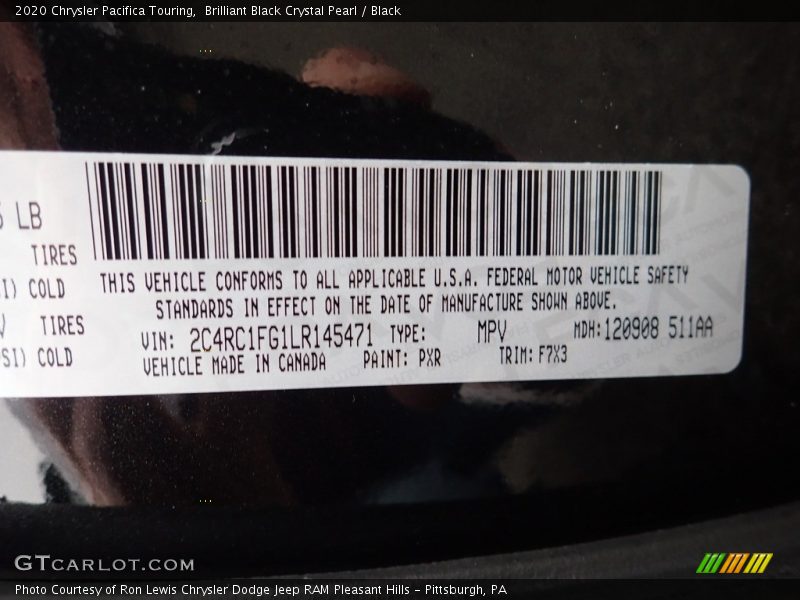 2020 Chrysler Pacifica Touring,  Brilliant Black Crystal Pearl / Black
LB
TIRES
COLD
TIRES
COLD
THIS VEHICLE CONFORMS TO ALL APPLICABLE U.S.A. FEDERAL MOTOR VEHICLE SAFETY
STANDARDS IN EFFECT ON THE DATE OF MANUFACTURE SHOWN ABOVE.
VIN: 2C4RC1FG1LR145471 TYPE: MPV MDH:120908 511AA
VEHICLE MADE IN CANADA PAINT: PXR TRIM: F7X3
GTCARLOT.COM
Photo Courtesy of Ron Lewis Chrysler Dodge Jeep RAM Pleasant Hills - Pittsburgh, PA